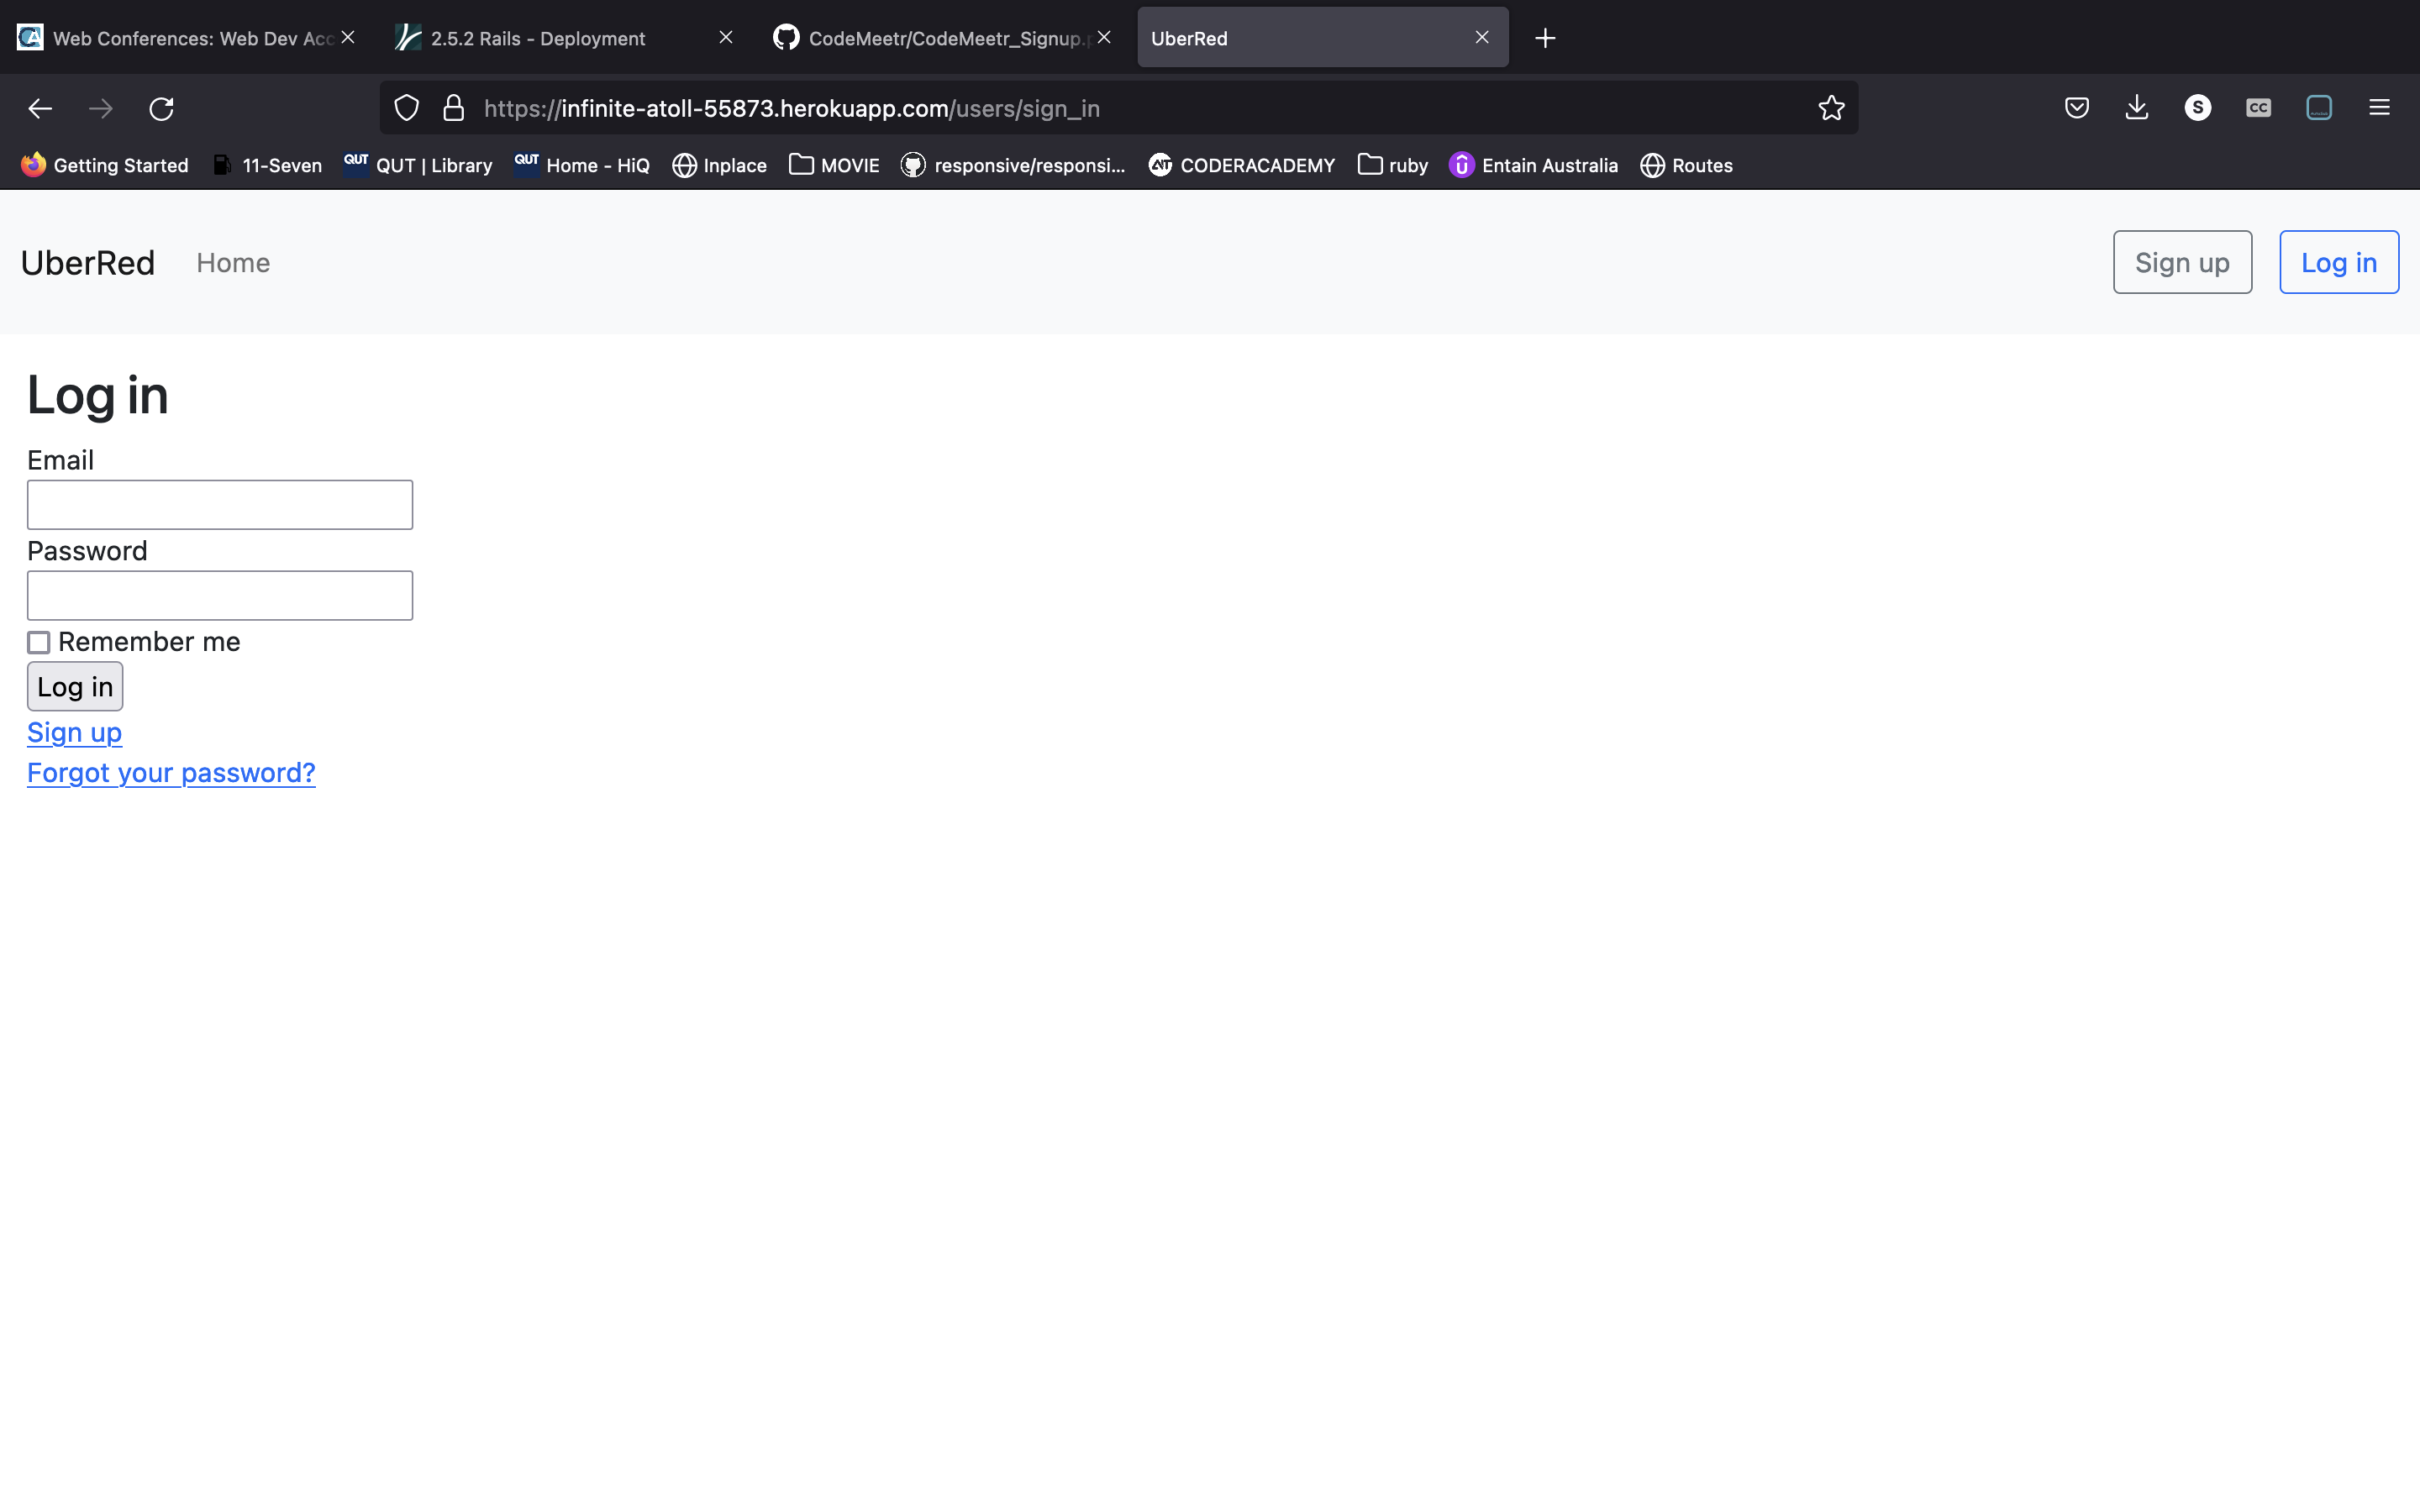 Web Conferences: Web Dev Acc
2.5.2 Rails - Deployment
CodeMeetr/CodeMeetr_Signup.p
UberRed
https://infinite-atoll-55873.herokuapp.com/users/sign_in
S
CC
Getting Started
11-Seven
QUT QUT | Library
QUT Home - HiQ
Inplace
MOVIE
responsive/responsi...
CODERACADEMY
ruby
Entain Australia
Routes
UberRed
Home
Sign up
Log in
Log in
Email
Password
Remember me
Log in
Sign up
Forgot your password?